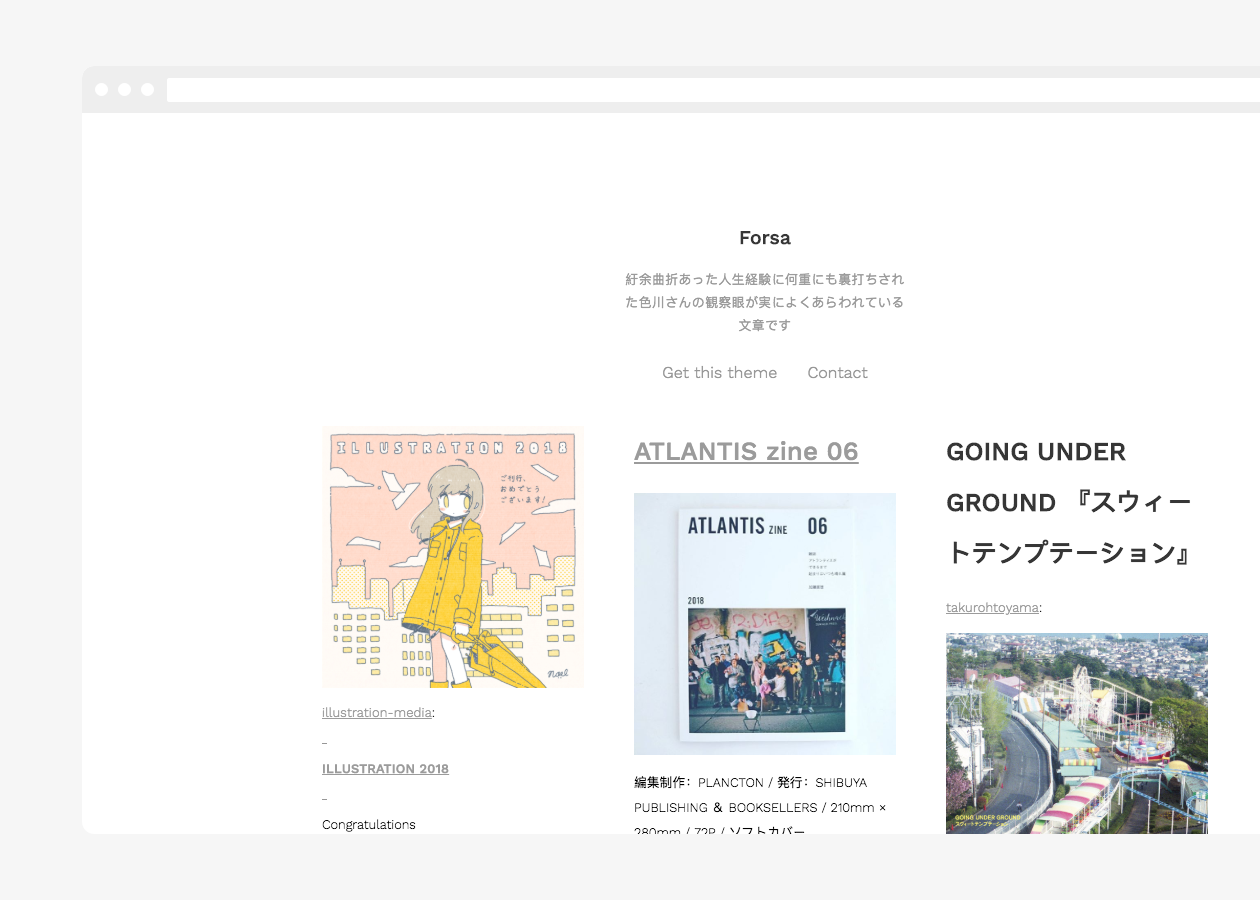 Forsa
紆余曲折あった人生経験に何重にも裏打ちされ
た色川さんの観察眼が実によくあらわれている
文章です
Get this theme Contact
ILLUSTRATION 2018
ご刊行、
おめでとう
ございます!
noel
illustration-media:
ILLUSTRATION 2018
Congratulations
ATLANTIS zine 06
ATLANTIS ZINE 06
2018
編集制作：PLANCTON / 発行：SHIBUYA
PUBLISHING ＆ BOOKSELLERS / 210mm ×
280mm / 72P / ソフトカバー
GOING UNDER
GROUND 『スウィー
トテンプテーション』
takurohtoyama:
GOING UNDER GROUND
スウィートテンプテーション